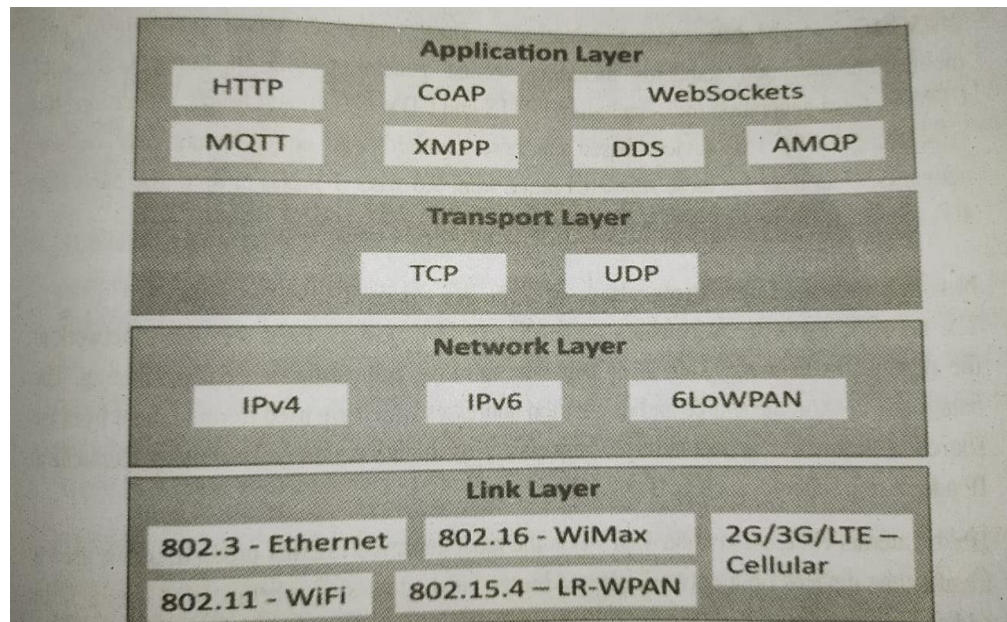 Application Layer
HTTP
CoAP
WebSockets
MQTT
XMPP
DDS
AMQP
Transport Layer
TCP
UDP
Network Layer
IPv4
IPv6
6LoWPAN
Link Layer
802.3 - Ethernet
802.16 - WiMax
2G/3G/LTE –
Cellular
802.11 - WiFi
802.15.4 – LR-WPAN